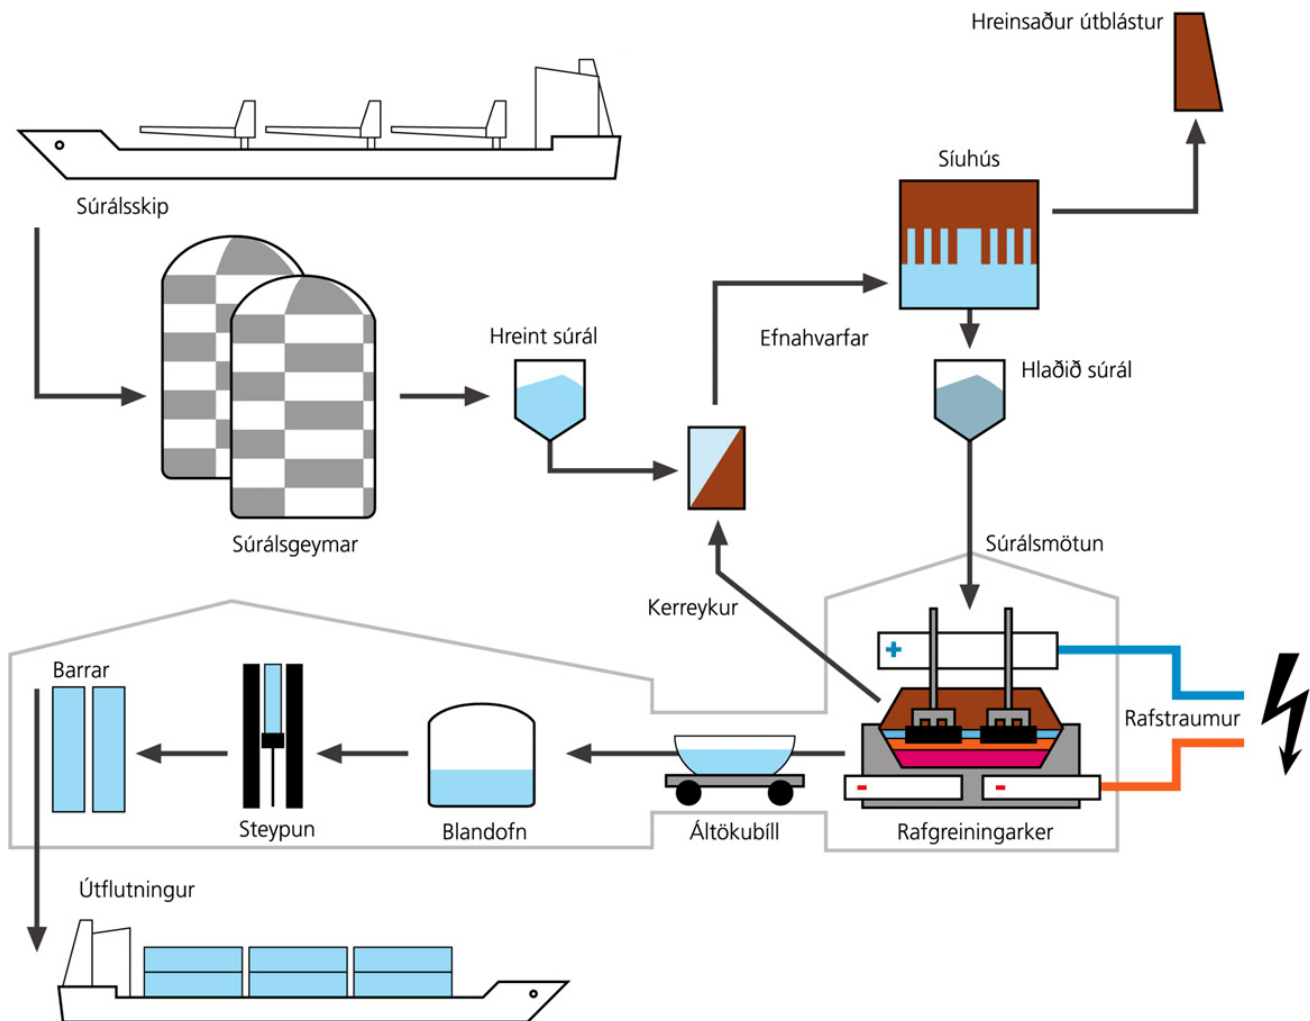 Hreinsaður útblástur
Síuhús
Súrálsskip
Hreint súrál
Efnahvarfar
Hlaðið súrál
Súrálsgeymar
Súrálsmötun
Kerreykur
Barrar
+
Rafstraumur
- -
Steypun
Blandofn
Áltökubíll
Rafgreiningarker
Útflutningur